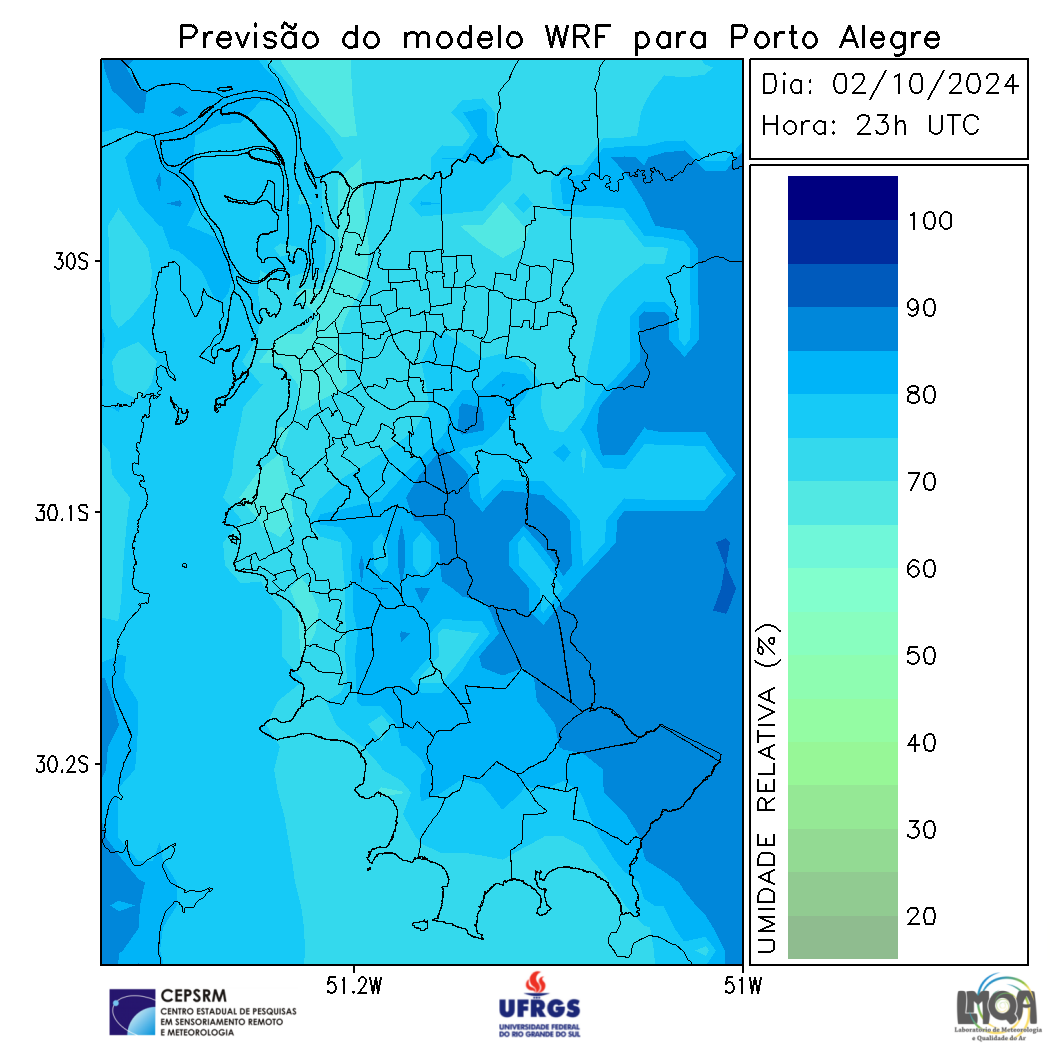 Previsão do modelo WRF para Porto Alegre
Dia: 02/10/2024
Hora: 23h UTC
30S
30.1S
30.2S
51.2W
51W
UMIDADE RELATIVA (%)
100
90
80
70
60
50
40
30
20
CEPSRM
CENTRO ESTADUAL DE PESQUISAS
EM SENSORIAMENTO REMOTO
E METEOROLOGIA
UFRGS
UNIVERSIDADE FEDERAL
DO RIO GRANDE DO SUL
LMQA
Laboratório de Meteorologia
e Qualidade do Ar